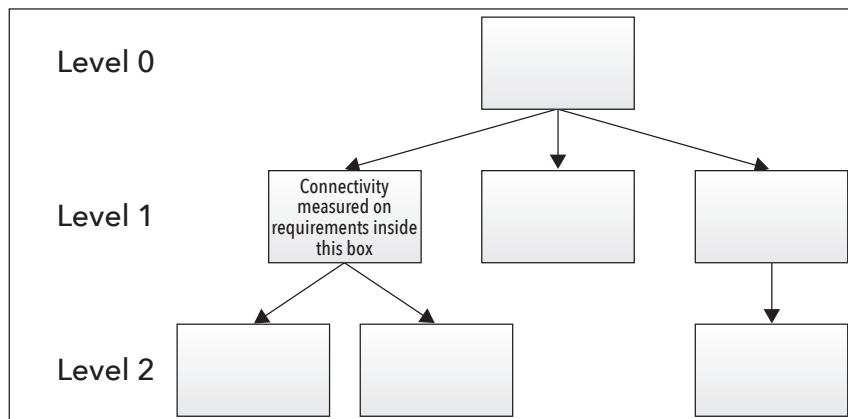 Level 0
Level 1
Connectivity
measured on
requirements inside
this box
Level 2